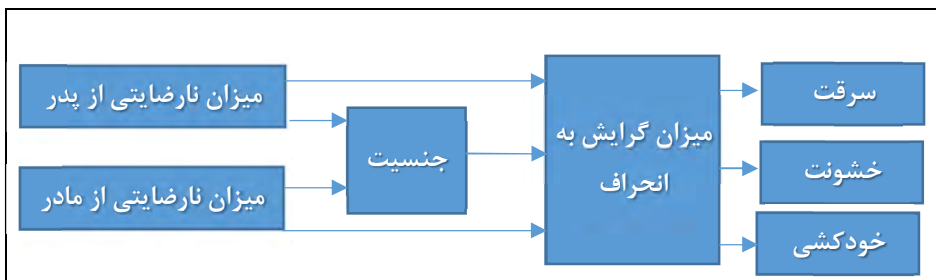 میزان نارضایتی از پدر
میزان نارضایتی از مادر
جنسیت
میزان گرایش به
انحراف
سرقت
خشونت
خودکشی